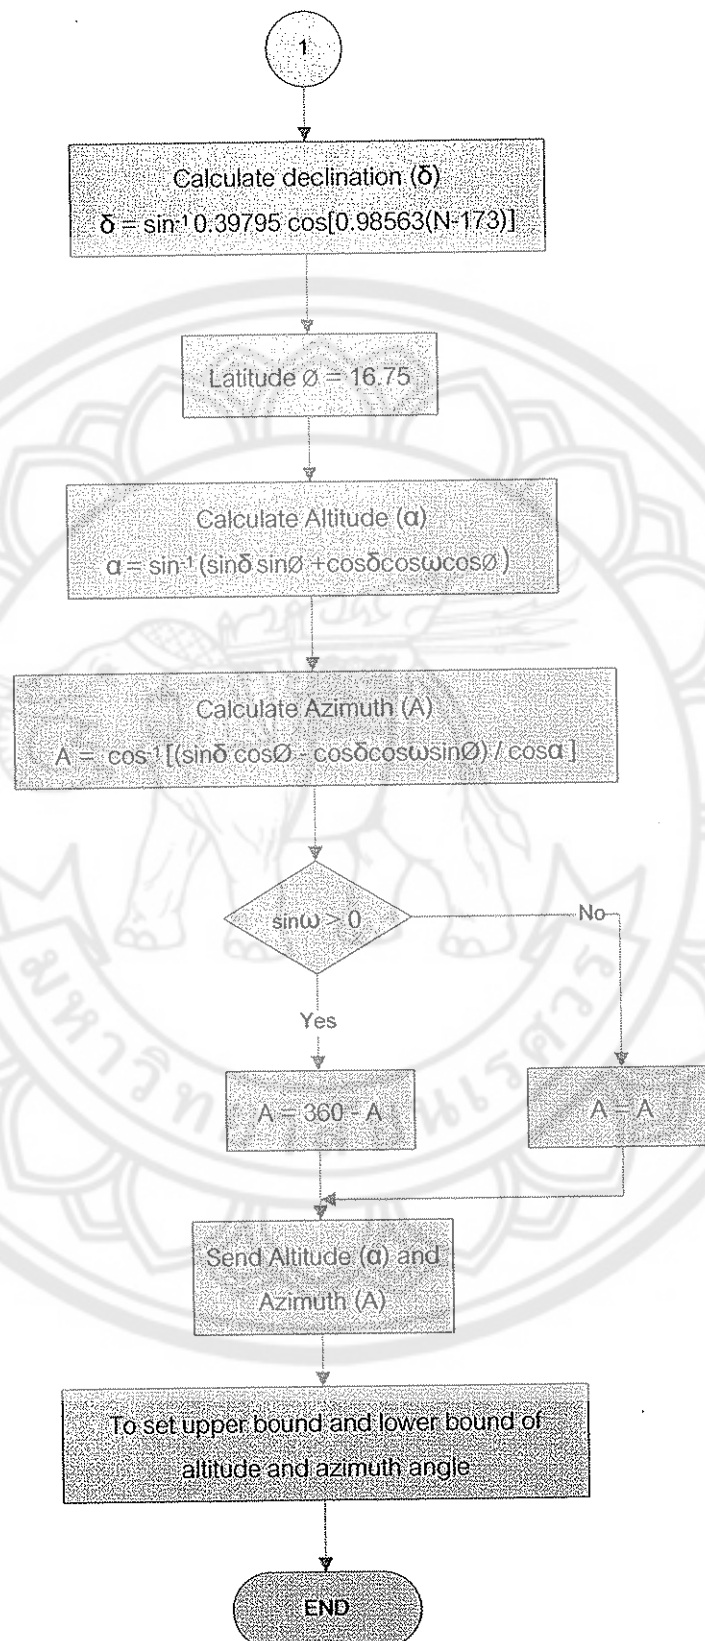 1
Calculate declination (δ)
δ = sin⁻¹ 0.39795 cos[0.98563(N-173)]
Latitude ø = 16.75
Calculate Altitude (α)
α = sin⁻¹ (sinδ sinø +cosδcosωcosø )
Calculate Azimuth (A)
A = cos⁻¹ [(sinδ cosØ - cosδcosωsinØ) / cosα ]
sinω > 0
No
Yes
A = 360 - A
A = A
Send Altitude (α) and
Azimuth (A)
To set upper bound and lower bound of
altitude and azimuth angle
END